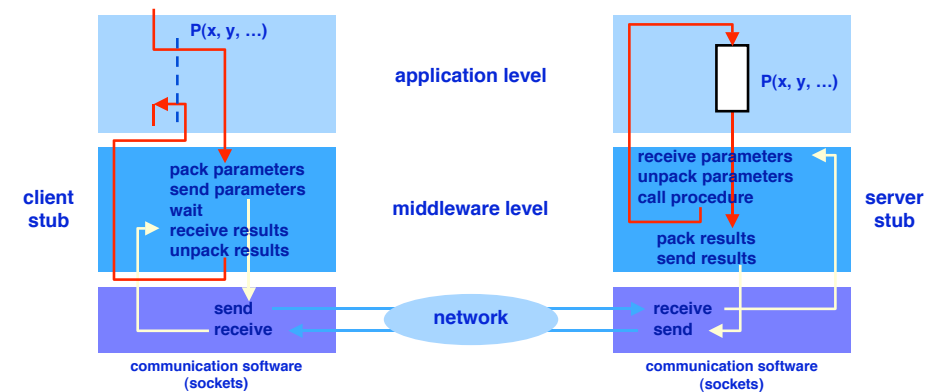 P(x, y, …)
application level
P(x, y, …)
client
stub
pack parameters
send parameters
wait
receive results
unpack results
middleware level
receive parameters
unpack parameters
call procedure
pack results
send results
server
stub
send
receive
network
receive
send
communication software
(sockets)
communication software
(sockets)